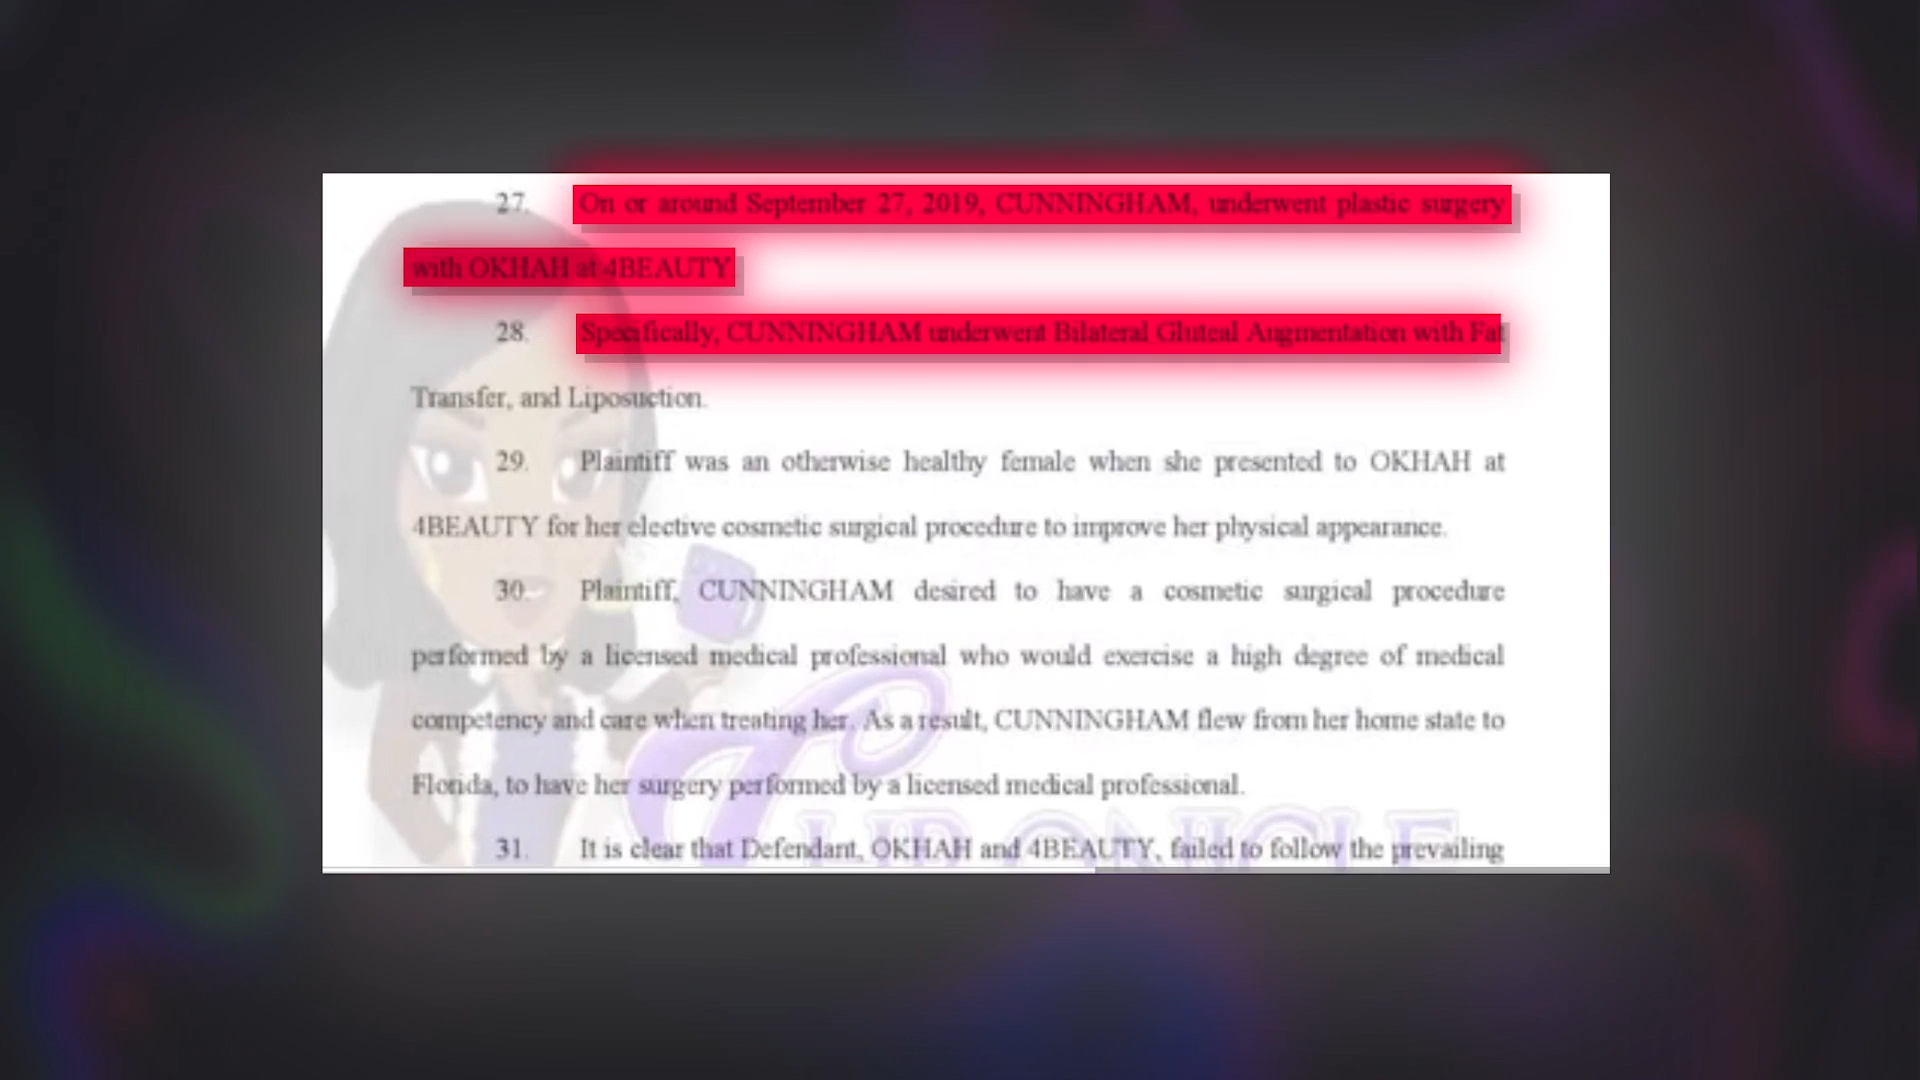 27. On or around September 27, 2019, CUNNINGHAM, underwent plastic surgery
with OKHAH at 4BEAUTY.
28. Specifically, CUNNINGHAM underwent Bilateral Gluteal Augmentation with Fat
Transfer, and Liposuction.
29. Plaintiff was an otherwise healthy female when she presented to OKHAH at
4BEAUTY for her elective cosmetic surgical procedure to improve her physical appearance.
30. Plaintiff, CUNNINGHAM desired to have a cosmetic surgical procedure
performed by a licensed medical professional who would exercise a high degree of medical
competency and care when treating her. As a result, CUNNINGHAM flew from her home state to
Florida, to have her surgery performed by a licensed medical professional.
31. It is clear that Defendant, OKHAH and 4BEAUTY, failed to follow the prevailing